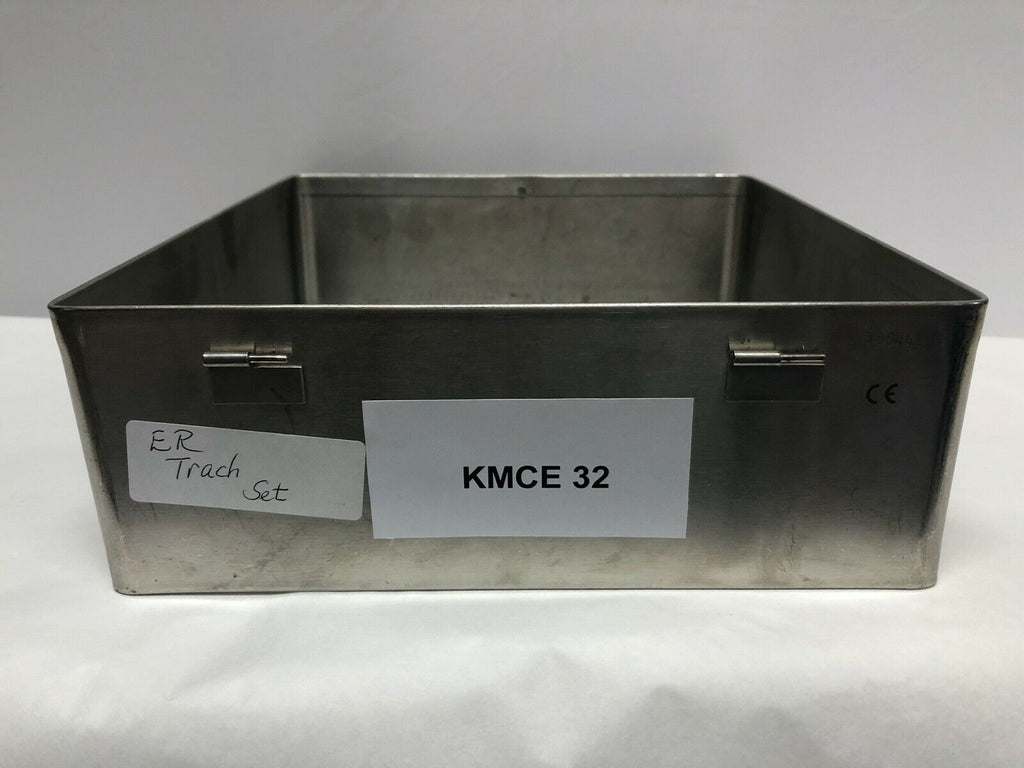 ER
Trach
Set
KMCE 32
CE